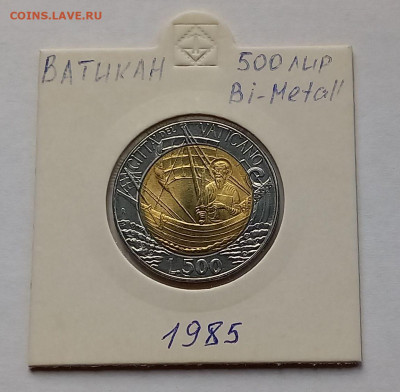 COINS.LAVE.RU
ВАТИКАН
500 лир
Bi-Metall
CITTA DEL VATICANO
L.500
1985